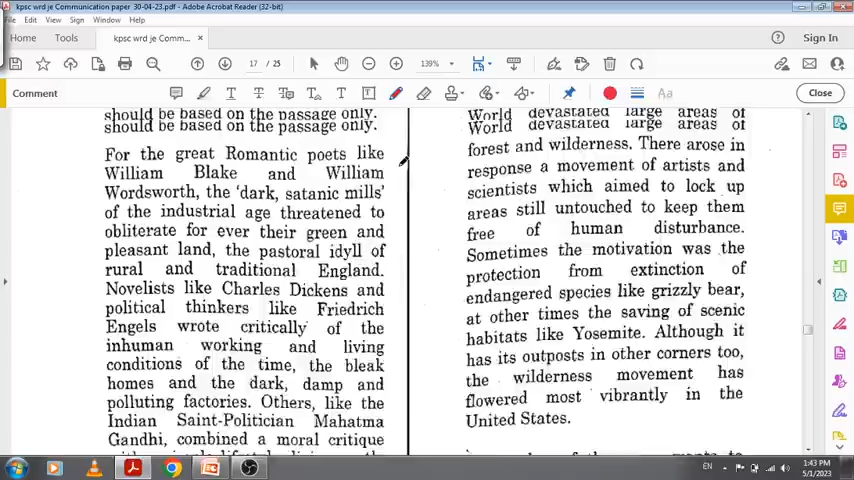 kpsc wrd je Communication paper 30-04-23.pdf - Adobe Acrobat Reader (32-bit)
File Edit View Sign Window Help
Home Tools kpsc wrd je Comm... × Sign In
17 / 25 139%
Comment Aa Close
should be based on the passage only.
should be based on the passage only.
For the great Romantic poets like
William Blake and William
Wordsworth, the 'dark, satanic mills'
of the industrial age threatened to
obliterate for ever their green and
pleasant land, the pastoral idyll of
rural and traditional England.
Novelists like Charles Dickens and
political thinkers like Friedrich
Engels wrote critically of the
inhuman working and living
conditions of the time, the bleak
homes and the dark, damp and
polluting factories. Others, like the
Indian Saint-Politician Mahatma
Gandhi, combined a moral critique
World devastated large areas of
World devastated large areas of
forest and wilderness. There arose in
response a movement of artists and
scientists which aimed to lock up
areas still untouched to keep them
free of human disturbance.
Sometimes the motivation was the
protection from extinction of
endangered species like grizzly bear,
at other times the saving of scenic
habitats like Yosemite. Although it
has its outposts in other corners too,
the wilderness movement has
flowered most vibrantly in the
United States.
EN 1:43 PM
5/1/2023